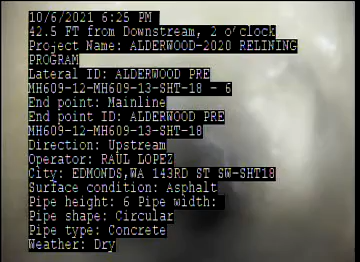 10/6/2021 6:25 PM
42.5 FT from Downstream, 2 o'clock
Project Name: ALDERWOOD-2020 RELINING
PROGRAM
Lateral ID: ALDERWOOD PRE
MH609-12-MH609-13-SHT-18 - 6
End point: Mainline
End point ID: ALDERWOOD PRE
MH609-12-MH609-13-SHT-18
Direction: Upstream
Operator: RAUL LOPEZ
City: EDMONDS,WA 143RD ST SW-SHT18
Surface condition: Asphalt
Pipe height: 6 Pipe width:
Pipe shape: Circular
Pipe type: Concrete
Weather: Dry